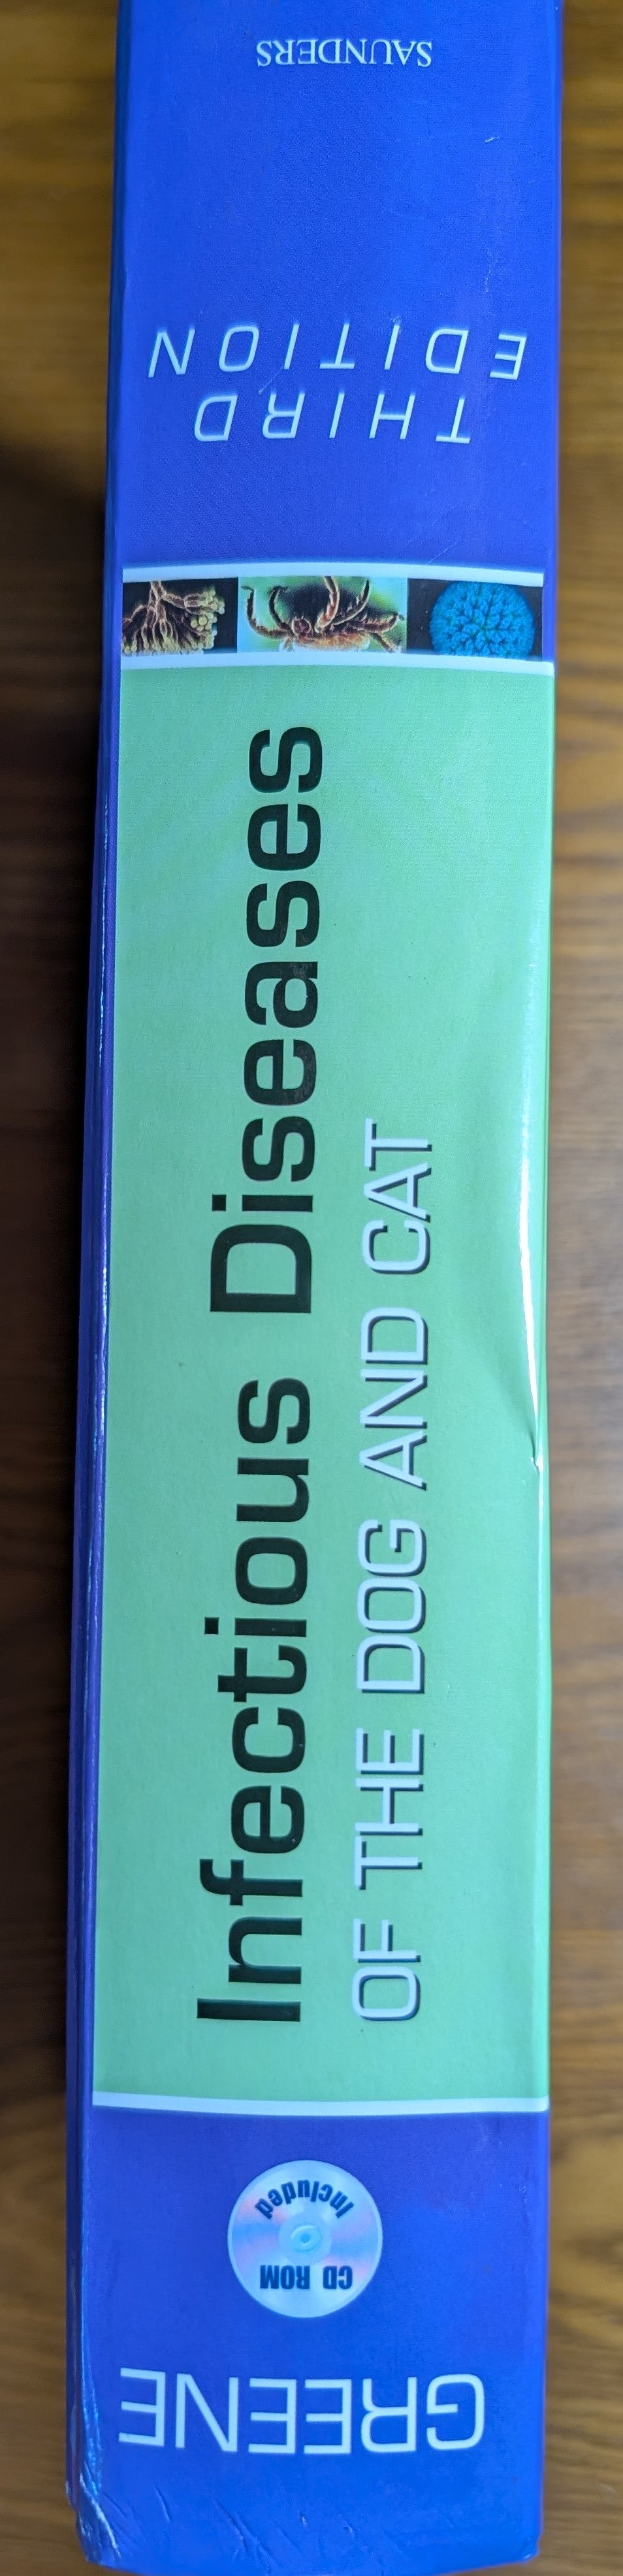 GREENE
CD ROM
Included
Infectious Diseases
OF THE DOG AND CAT
THIRD
EDITION
SAUNDERS